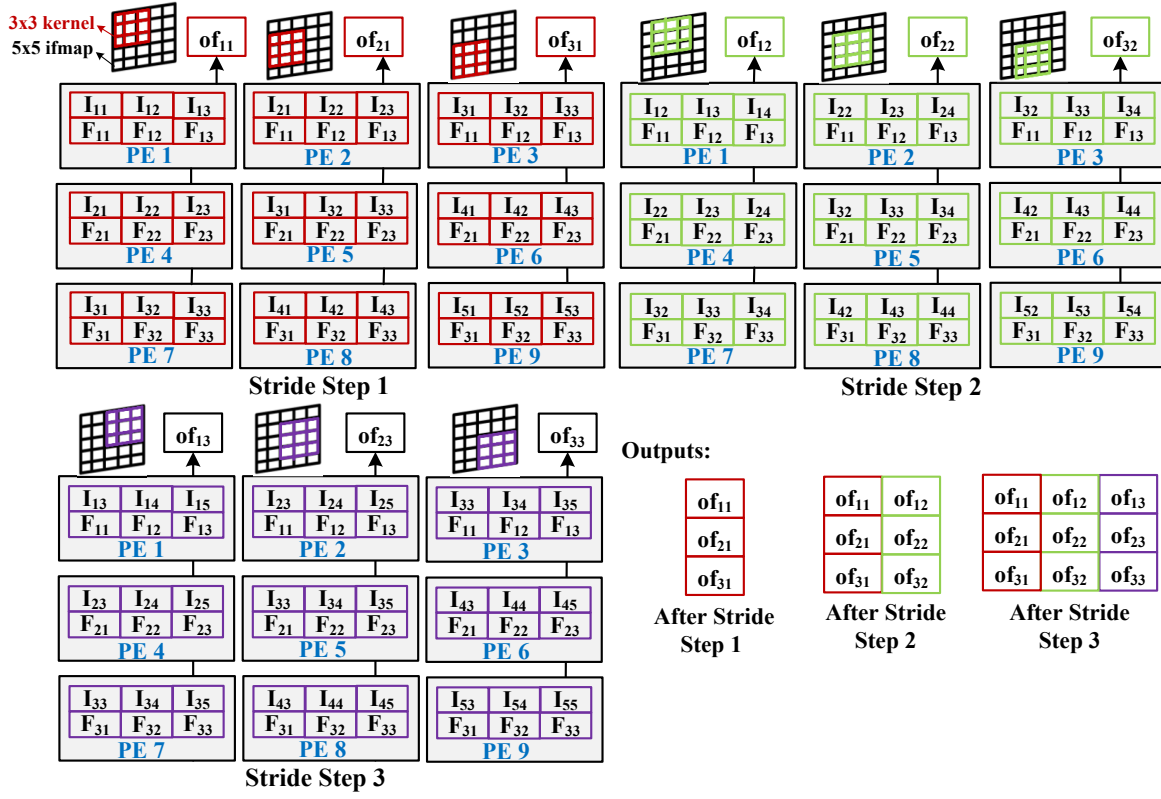 3x3 kernel
5x5 ifmap
of₁₁ of₂₁ of₃₁ of₁₂ of₂₂ of₃₂
I₁₁ I₁₂ I₁₃ I₂₁ I₂₂ I₂₃ I₃₁ I₃₂ I₃₃ I₁₂ I₁₃ I₁₄ I₂₂ I₂₃ I₂₄ I₃₂ I₃₃ I₃₄
F₁₁ F₁₂ F₁₃ F₁₁ F₁₂ F₁₃ F₁₁ F₁₂ F₁₃ F₁₁ F₁₂ F₁₃ F₁₁ F₁₂ F₁₃ F₁₁ F₁₂ F₁₃
PE 1 PE 2 PE 3 PE 1 PE 2 PE 3
I₂₁ I₂₂ I₂₃ I₃₁ I₃₂ I₃₃ I₄₁ I₄₂ I₄₃ I₂₂ I₂₃ I₂₄ I₃₂ I₃₃ I₃₄ I₄₂ I₄₃ I₄₄
F₂₁ F₂₂ F₂₃ F₂₁ F₂₂ F₂₃ F₂₁ F₂₂ F₂₃ F₂₁ F₂₂ F₂₃ F₂₁ F₂₂ F₂₃ F₂₁ F₂₂ F₂₃
PE 4 PE 5 PE 6 PE 4 PE 5 PE 6
I₃₁ I₃₂ I₃₃ I₄₁ I₄₂ I₄₃ I₅₁ I₅₂ I₅₃ I₃₂ I₃₃ I₃₄ I₄₂ I₄₃ I₄₄ I₅₂ I₅₃ I₅₄
F₃₁ F₃₂ F₃₃ F₃₁ F₃₂ F₃₃ F₃₁ F₃₂ F₃₃ F₃₁ F₃₂ F₃₃ F₃₁ F₃₂ F₃₃ F₃₁ F₃₂ F₃₃
PE 7 PE 8 PE 9 PE 7 PE 8 PE 9
Stride Step 1 Stride Step 2
of₁₃ of₂₃ of₃₃
I₁₃ I₁₄ I₁₅ I₂₃ I₂₄ I₂₅ I₃₃ I₃₄ I₃₅
F₁₁ F₁₂ F₁₃ F₁₁ F₁₂ F₁₃ F₁₁ F₁₂ F₁₃
PE 1 PE 2 PE 3
I₂₃ I₂₄ I₂₅ I₃₃ I₃₄ I₃₅ I₄₃ I₄₄ I₄₅
F₂₁ F₂₂ F₂₃ F₂₁ F₂₂ F₂₃ F₂₁ F₂₂ F₂₃
PE 4 PE 5 PE 6
I₃₃ I₃₄ I₃₅ I₄₃ I₄₄ I₄₅ I₅₃ I₅₄ I₅₅
F₃₁ F₃₂ F₃₃ F₃₁ F₃₂ F₃₃ F₃₁ F₃₂ F₃₃
PE 7 PE 8 PE 9
Stride Step 3
Outputs:
of₁₁ of₁₁ of₁₂ of₁₁ of₁₂ of₁₃
of₂₁ of₂₁ of₂₂ of₂₁ of₂₂ of₂₃
of₃₁ of₃₁ of₃₂ of₃₁ of₃₂ of₃₃
After Stride After Stride After Stride
Step 1 Step 2 Step 3